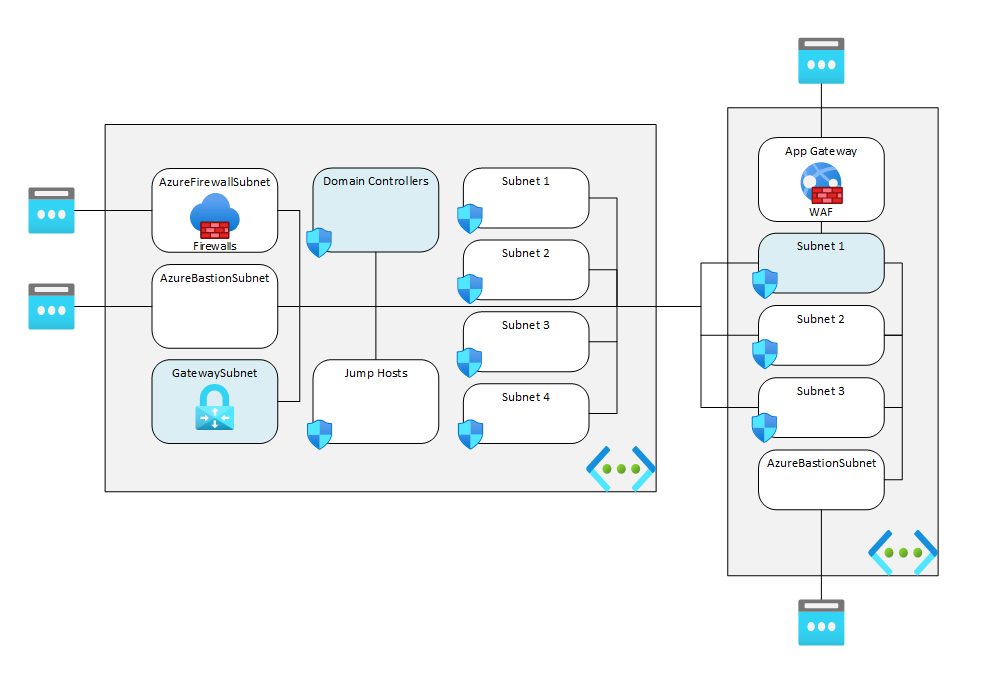 AzureFirewallSubnet
Firewalls
AzureBastionSubnet
GatewaySubnet
Domain Controllers
Jump Hosts
Subnet 1
Subnet 2
Subnet 3
Subnet 4
App Gateway
WAF
Subnet 1
Subnet 2
Subnet 3
AzureBastionSubnet